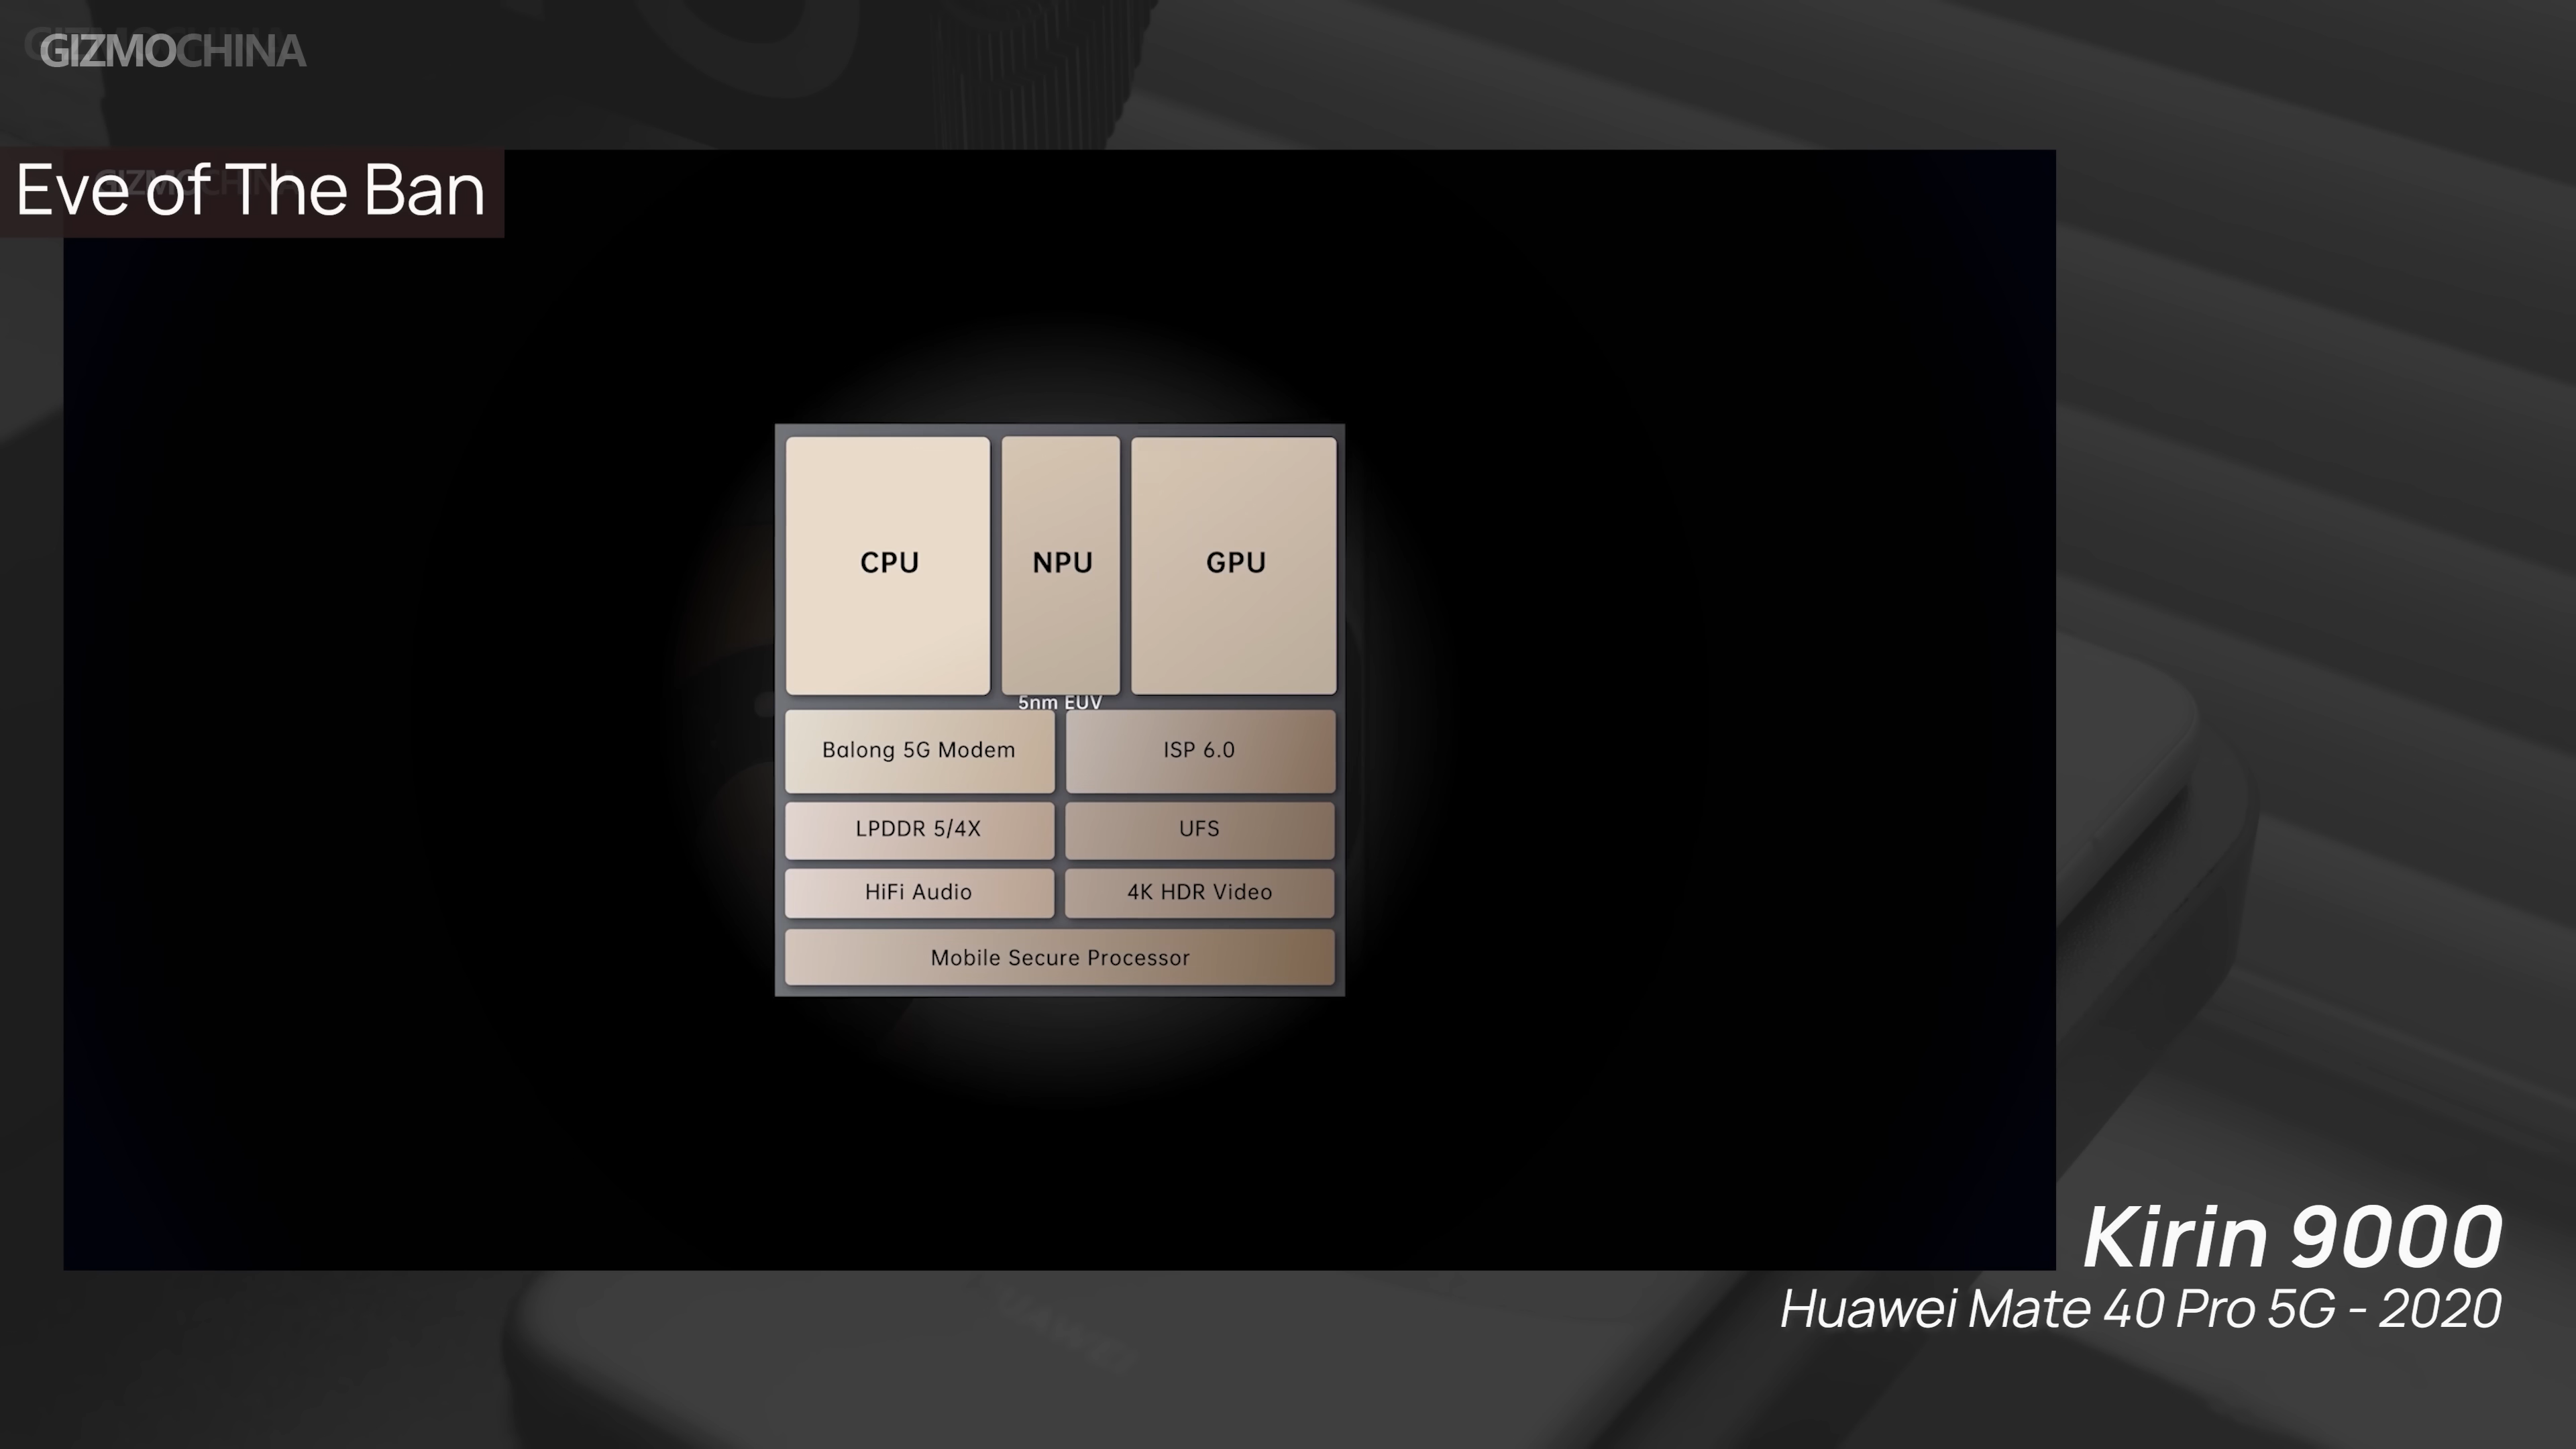 GIZMOCHINA
Eve of The Ban
CPU
NPU
GPU
5nm EUV
Balong 5G Modem
ISP 6.0
LPDDR 5/4X
UFS
HiFi Audio
4K HDR Video
Mobile Secure Processor
Kirin 9000
Huawei Mate 40 Pro 5G - 2020
HUAWEI